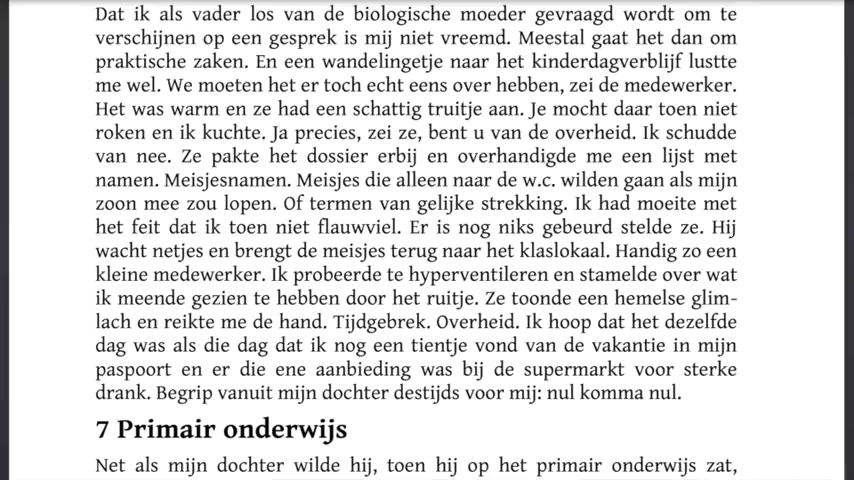 Dat ik als vader los van de biologische moeder gevraagd wordt om te
verschijnen op een gesprek is mij niet vreemd. Meestal gaat het dan om
praktische zaken. En een wandelingetje naar het kinderdagverblijf lustte
me wel. We moeten het er toch echt eens over hebben, zei de medewerker.
Het was warm en ze had een schattig truitje aan. Je mocht daar toen niet
roken en ik kuchte. Ja precies, zei ze, bent u van de overheid. Ik schudde
van nee. Ze pakte het dossier erbij en overhandigde me een lijst met
namen. Meisjesnamen. Meisjes die alleen naar de w.c. wilden gaan als mijn
zoon mee zou lopen. Of termen van gelijke strekking. Ik had moeite met
het feit dat ik toen niet flauwviel. Er is nog niks gebeurd stelde ze. Hij
wacht netjes en brengt de meisjes terug naar het klaslokaal. Handig zo een
kleine medewerker. Ik probeerde te hyperventileren en stamelde over wat
ik meende gezien te hebben door het ruitje. Ze toonde een hemelse glim-
lach en reikte me de hand. Tijdgebrek. Overheid. Ik hoop dat het dezelfde
dag was als die dag dat ik nog een tientje vond van de vakantie in mijn
paspoort en er die ene aanbieding was bij de supermarkt voor sterke
drank. Begrip vanuit mijn dochter destijds voor mij: nul komma nul.
7 Primair onderwijs
Net als mijn dochter wilde hij, toen hij op het primair onderwijs zat,